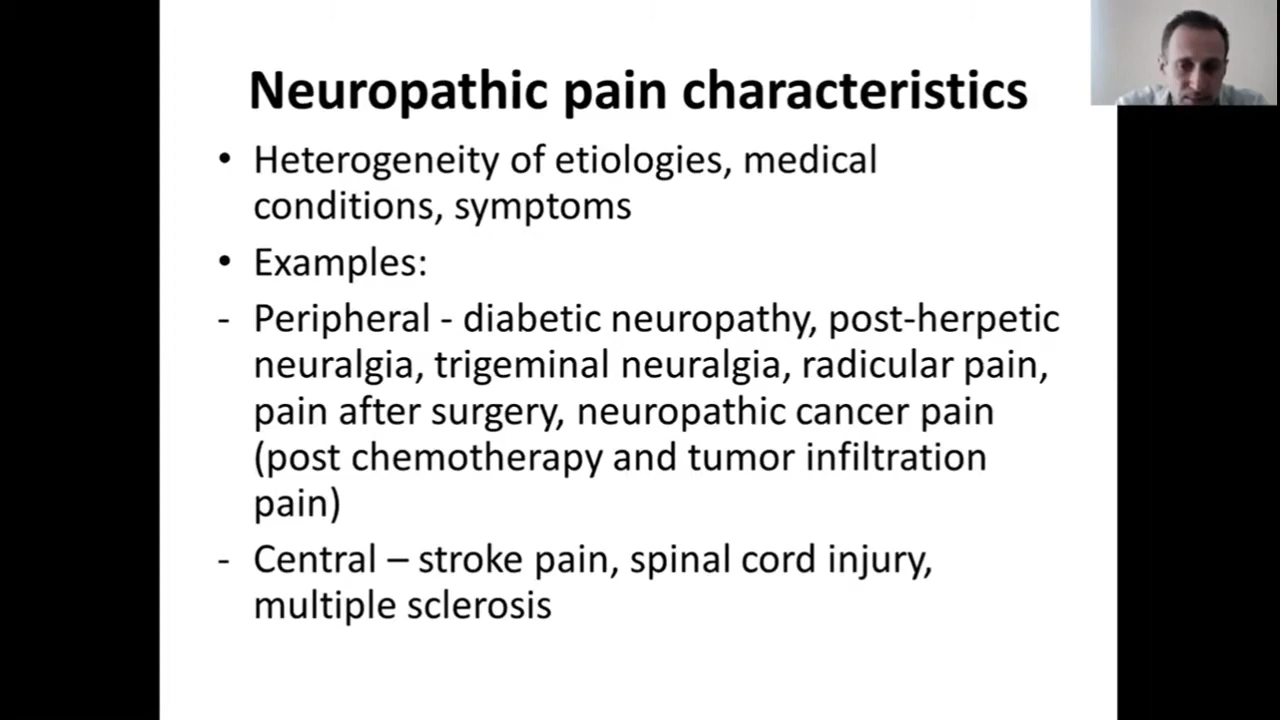 Neuropathic pain characteristics
• Heterogeneity of etiologies, medical
conditions, symptoms
• Examples:
- Peripheral - diabetic neuropathy, post-herpetic
neuralgia, trigeminal neuralgia, radicular pain,
pain after surgery, neuropathic cancer pain
(post chemotherapy and tumor infiltration
pain)
- Central – stroke pain, spinal cord injury,
multiple sclerosis